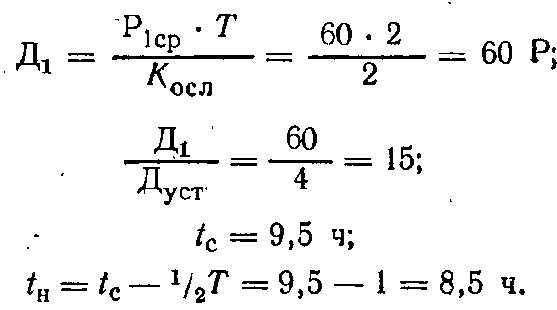 Д₁ = (P₁ср · T) / Kосл = (60 · 2) / 2 = 60 Р;
Д₁ / Дуст = 60 / 4 = 15;
tс = 9,5 ч;
tн = tс — ¹/₂T = 9,5 — 1 = 8,5 ч.